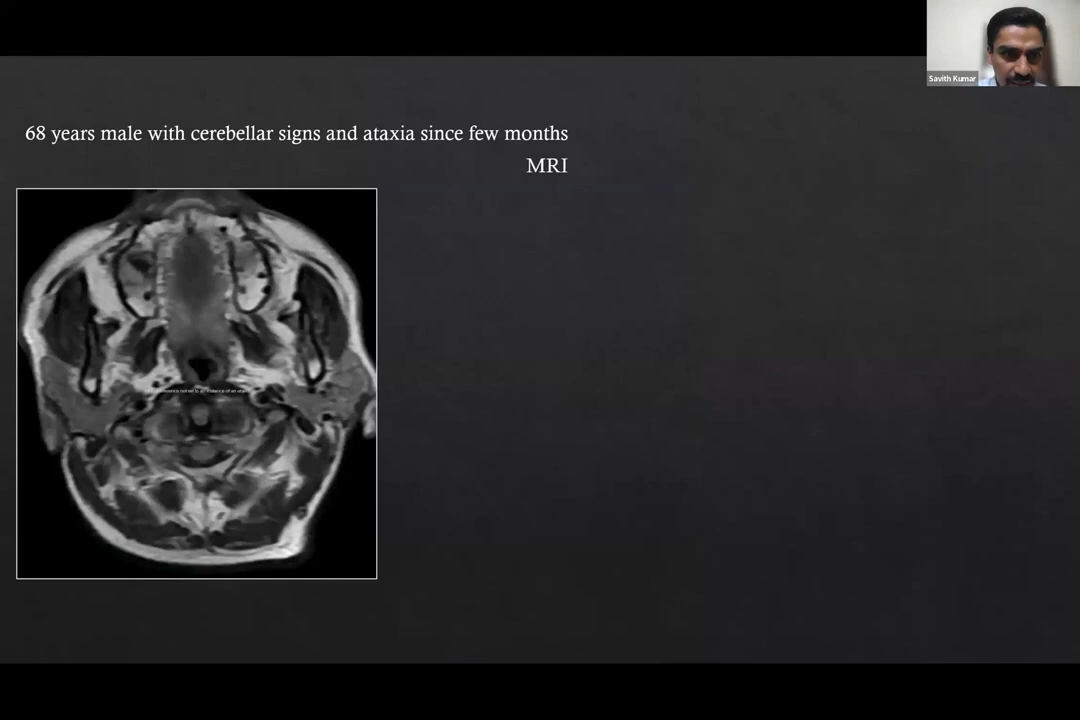 Savith Kumar
68 years male with cerebellar signs and ataxia since few months
MRI